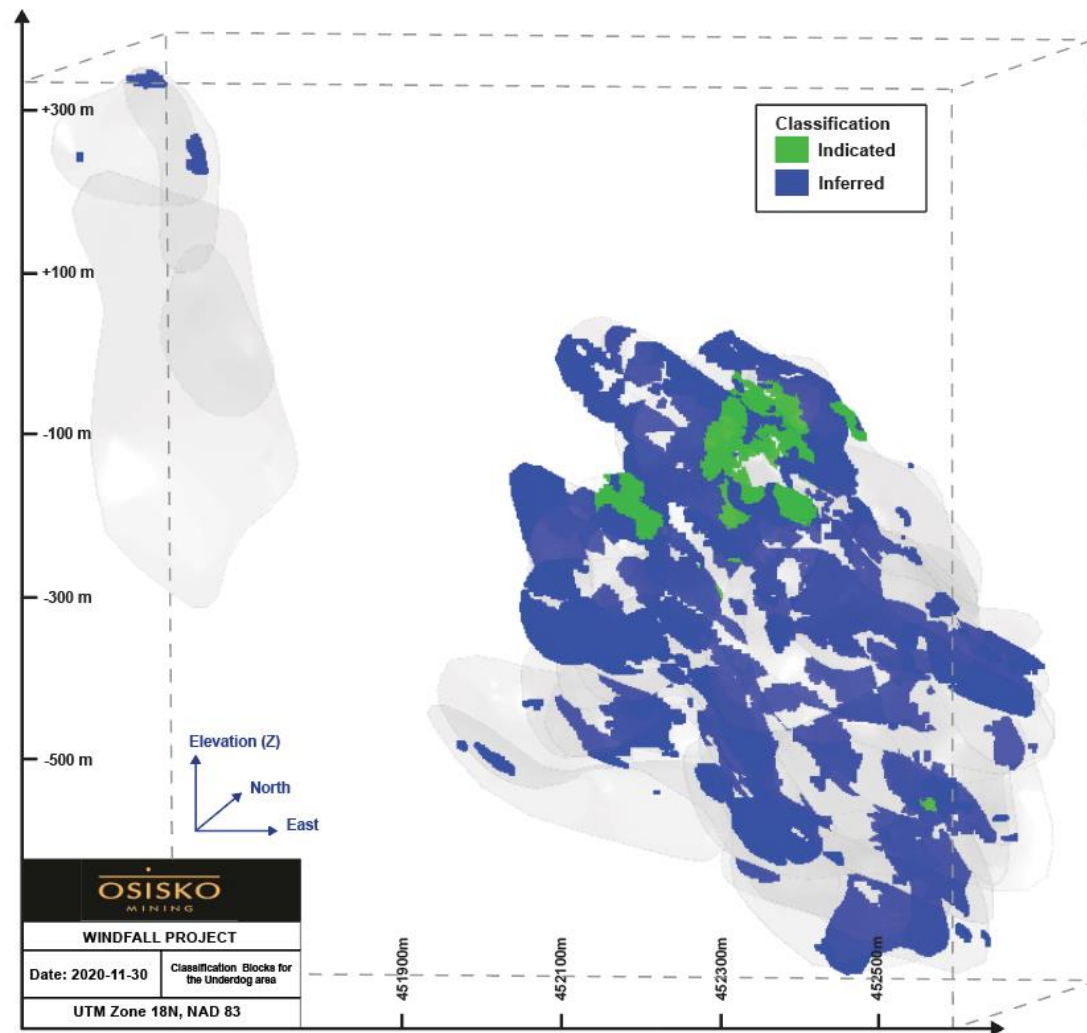 +300 m
+100 m
-100 m
-300 m
-500 m
Classification
Indicated
Inferred
Elevation (Z)
North
East
OSISKO
MINING
WINDFALL PROJECT
Date: 2020-11-30
Classification Blocks for
the Underdog area
UTM Zone 18N, NAD 83
451900m
452100m
452300m
452500m